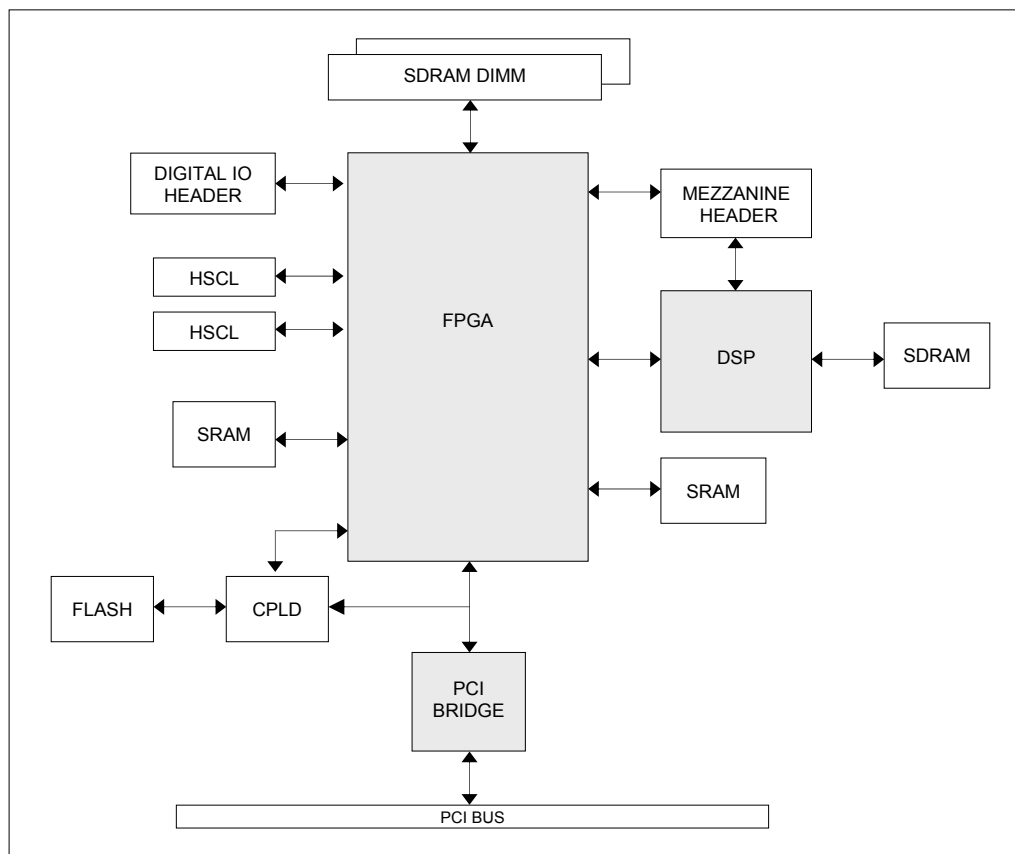 SDRAM DIMM
DIGITAL IO
HEADER
MEZZANINE
HEADER
HSCL
HSCL
FPGA
DSP
SDRAM
SRAM
SRAM
FLASH
CPLD
PCI
BRIDGE
PCI BUS